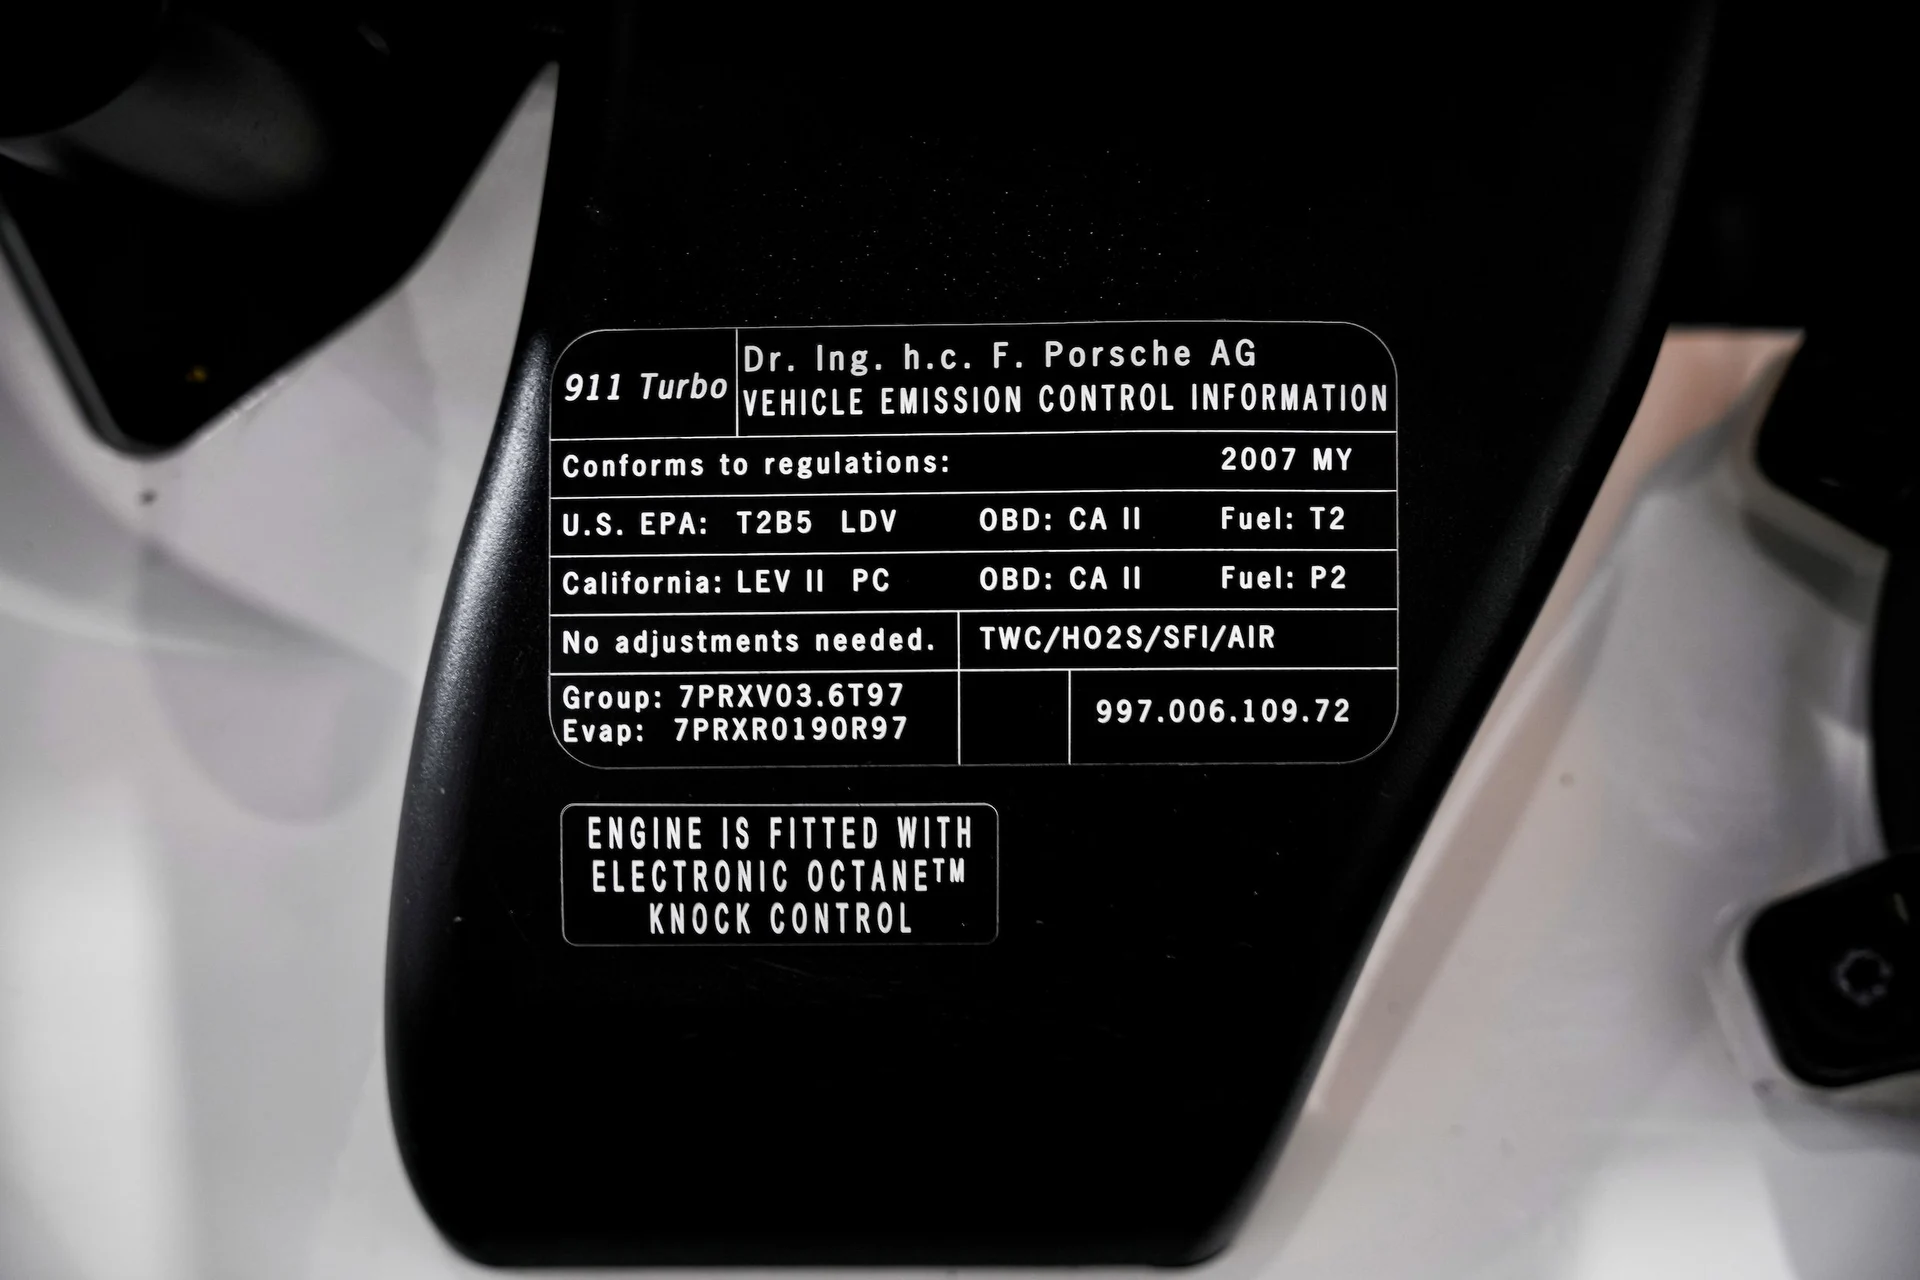 911 Turbo
Dr. Ing. h.c. F. Porsche AG
VEHICLE EMISSION CONTROL INFORMATION
Conforms to regulations: 2007 MY
U.S. EPA: T2B5 LDV OBD: CA II Fuel: T2
California: LEV II PC OBD: CA II Fuel: P2
No adjustments needed. TWC/HO2S/SFI/AIR
Group: 7PRXV03.6T97
Evap: 7PRXR0190R97
997.006.109.72
ENGINE IS FITTED WITH
ELECTRONIC OCTANE™
KNOCK CONTROL